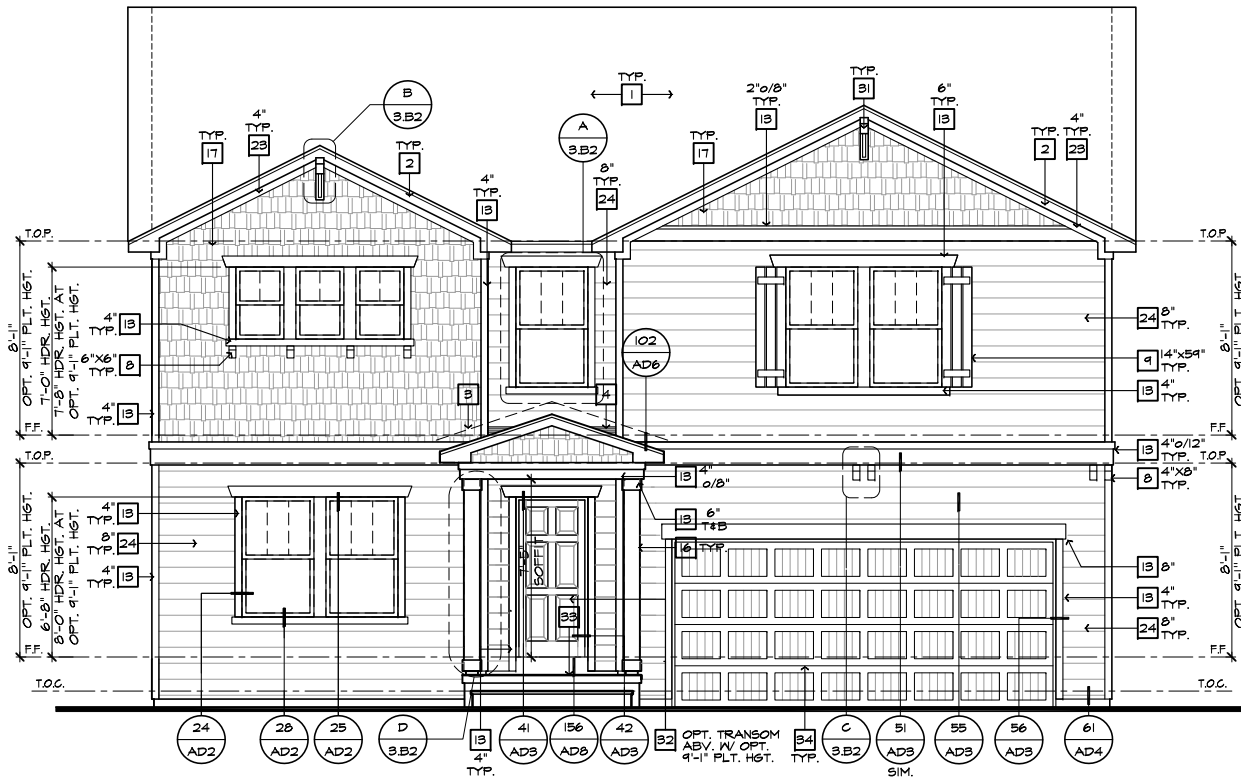 TYP.
1
B
3.B2
A
3.B2
TYP.
17
4"
TYP.
23
TYP.
2
4"
TYP.
13
8"
TYP.
24
TYP.
17
2"o/8"
TYP.
13
TYP.
31
6"
TYP.
13
TYP.
2
4"
TYP.
23
T.O.P.
T.O.P.
8'-1"
OPT. 9'-1" PLT. HGT.
7'-0" HDR. HGT.
7'-8" HDR. HGT. AT
OPT. 9'-1" PLT. HGT.
4"
TYP.
13
6"X6"
TYP.
8
4"
TYP.
13
F.F.
T.O.P.
102
AD6
3
4
24
8"
TYP.
9
14"x59"
TYP.
13
4"
TYP.
8'-1"
OPT. 9'-1" PLT. HGT.
F.F.
13
4"o/12"
TYP.
T.O.P.
8
4"X8"
TYP.
8'-1"
OPT. 9'-1" PLT. HGT.
6'-8" HDR. HGT.
8'-0" HDR. HGT. AT
OPT. 9'-1" PLT. HGT.
4"
TYP.
13
8"
TYP.
24
4"
TYP.
13
F.F.
T.O.C.
13
4"
o/8"
13
6"
T&B
6
TYP.
SOFFIT
33
13
8"
13
4"
TYP.
24
8"
TYP.
8'-1"
OPT. 9'-1" PLT. HGT.
F.F.
T.O.C.
24
AD2
28
AD2
25
AD2
D
3.B2
13
4"
TYP.
41
AD3
156
AD8
42
AD3
32
OPT. TRANSOM
ABV. W/ OPT.
9'-1" PLT. HGT.
34
TYP.
C
3.B2
51
AD3
SIM.
55
AD3
56
AD3
61
AD4